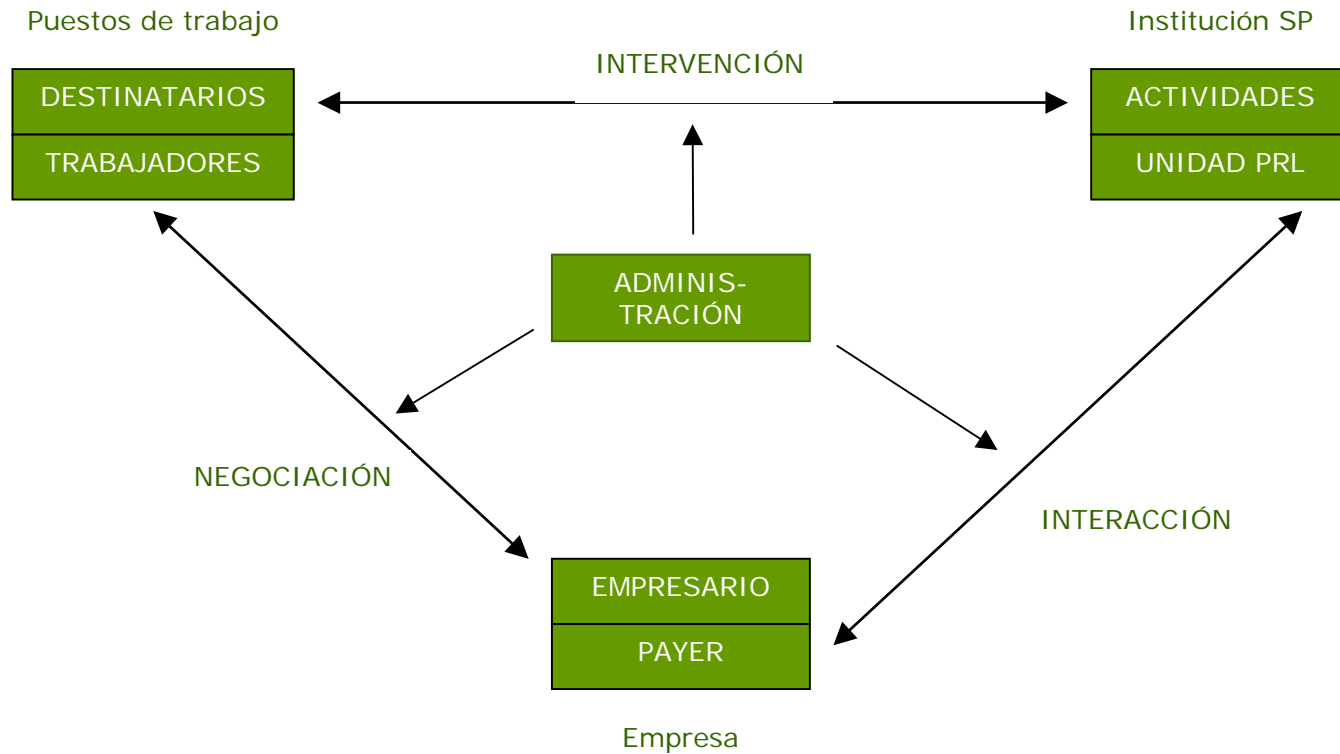 Puestos de trabajo
Institución SP
INTERVENCIÓN
DESTINATARIOS
TRABAJADORES
ACTIVIDADES
UNIDAD PRL
ADMINIS-
TRACIÓN
NEGOCIACIÓN
INTERACCIÓN
EMPRESARIO
PAYER
Empresa